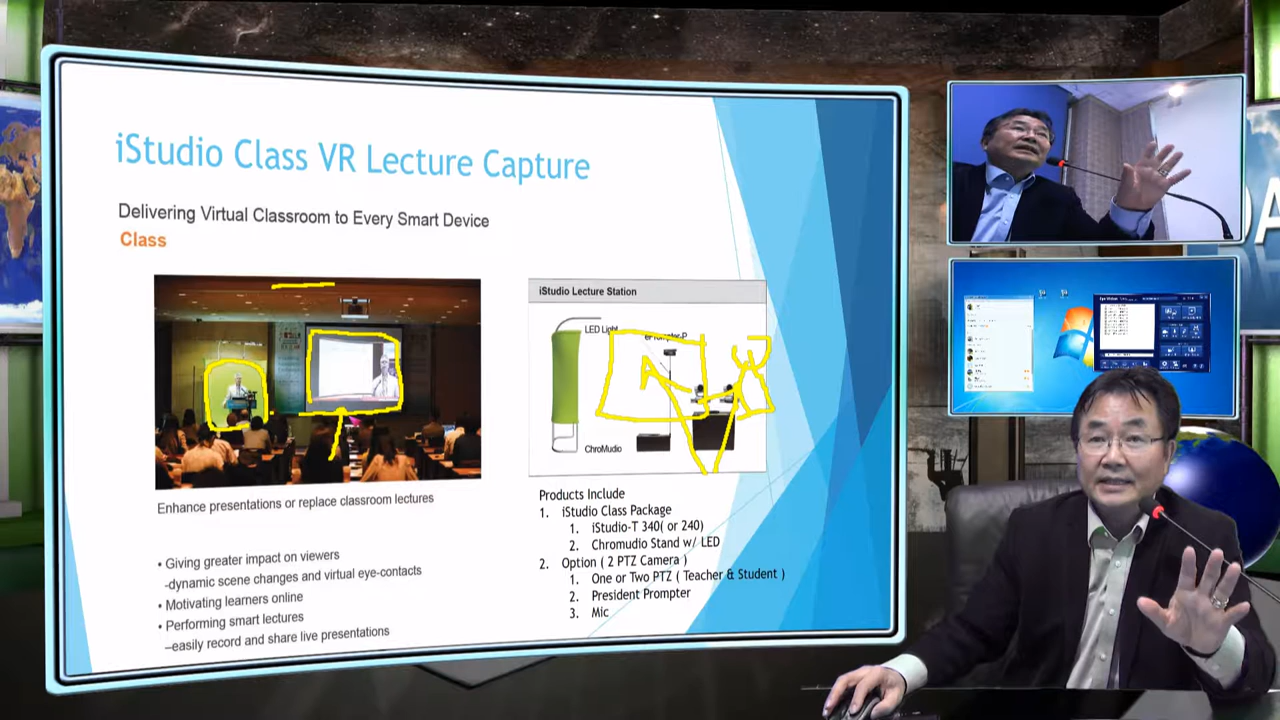 iStudio Class VR Lecture Capture
Delivering Virtual Classroom to Every Smart Device
Class
iStudio Lecture Station
LED Light
ChroMudio
Enhance presentations or replace classroom lectures
• Giving greater impact on viewers
-dynamic scene changes and virtual eye-contacts
• Motivating learners online
• Performing smart lectures
–easily record and share live presentations
Products Include
1. iStudio Class Package
1. iStudio-T 340( or 240)
2. Chromudio Stand w/ LED
2. Option ( 2 PTZ Camera )
1. One or Two PTZ ( Teacher & Student )
2. President Prompter
3. Mic
DA